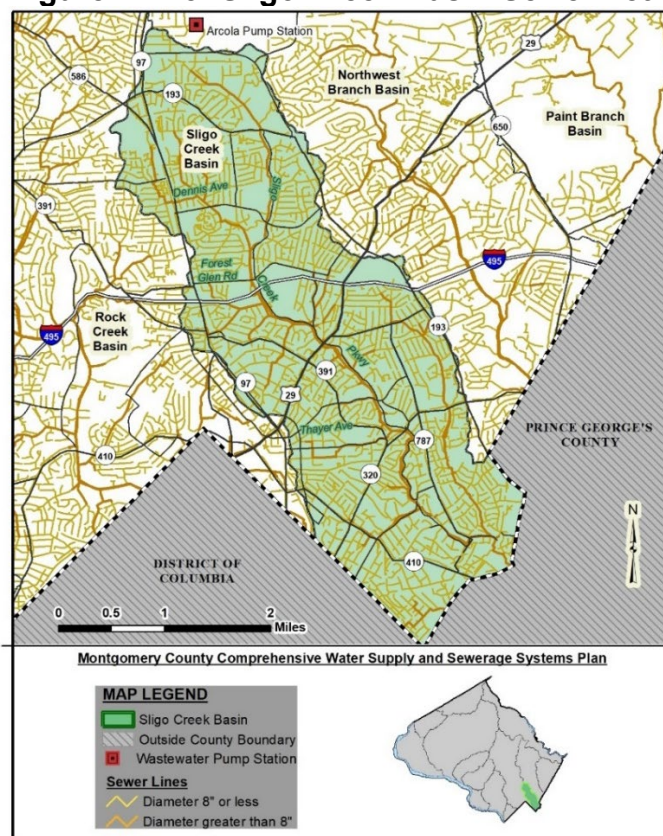 Arcola Pump Station
97
29
586
193
Northwest
Branch Basin
650
Paint Branch
Basin
Sligo
Creek
Basin
Dennis Ave
Sligo
391
Forest
Glen Rd
Creek
495
495
Rock
Creek
Basin
193
Pkwy
97
391
29
PRINCE GEORGE'S
COUNTY
Thayer Ave
787
410
320
N
DISTRICT OF
COLUMBIA
410
0 0.5 1 2
Miles
Montgomery County Comprehensive Water Supply and Sewerage Systems Plan
MAP LEGEND
Sligo Creek Basin
Outside County Boundary
Wastewater Pump Station
Sewer Lines
Diameter 8" or less
Diameter greater than 8"